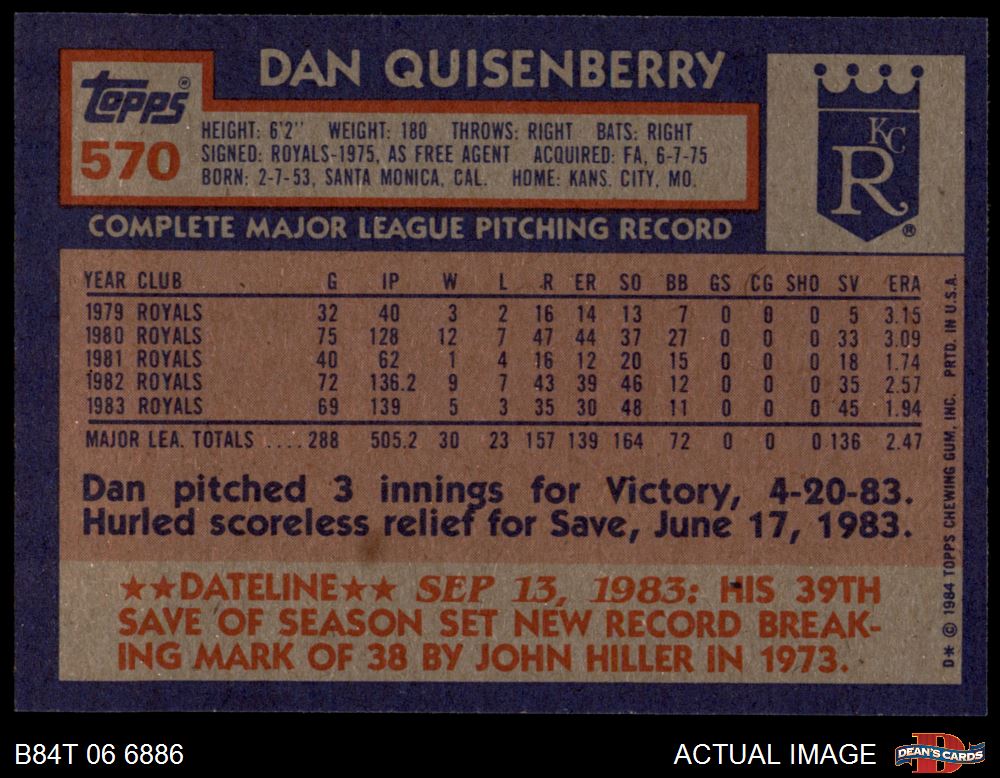 DAN QUISENBERRY
Topps®
570
HEIGHT: 6'2" WEIGHT: 180 THROWS: RIGHT BATS: RIGHT
SIGNED: ROYALS-1975, AS FREE AGENT ACQUIRED: FA, 6-7-75
BORN: 2-7-53, SANTA MONICA, CAL. HOME: KANS. CITY, MO.
KC
R
®
COMPLETE MAJOR LEAGUE PITCHING RECORD
YEAR CLUB G IP W L R ER SO BB GS CG SHO SV ERA
1979 ROYALS 32 40 3 2 16 14 13 7 0 0 0 5 3.15
1980 ROYALS 75 128 12 7 47 44 37 27 0 0 0 33 3.09
1981 ROYALS 40 62 1 4 16 12 20 15 0 0 0 18 1.74
1982 ROYALS 72 136.2 9 7 43 39 46 12 0 0 0 35 2.57
1983 ROYALS 69 139 5 3 35 30 48 11 0 0 0 45 1.94
MAJOR LEA. TOTALS ....288 505.2 30 23 157 139 164 72 0 0 0 136 2.47
Dan pitched 3 innings for Victory, 4-20-83.
Hurled scoreless relief for Save, June 17, 1983.
★★DATELINE★★ SEP 13, 1983: HIS 39TH
SAVE OF SEASON SET NEW RECORD BREAK-
ING MARK OF 38 BY JOHN HILLER IN 1973.
D* © 1984 TOPPS CHEWING GUM, INC. PRTD. IN U.S.A.
B84T 06 6886
ACTUAL IMAGE
DEAN'S CARDS